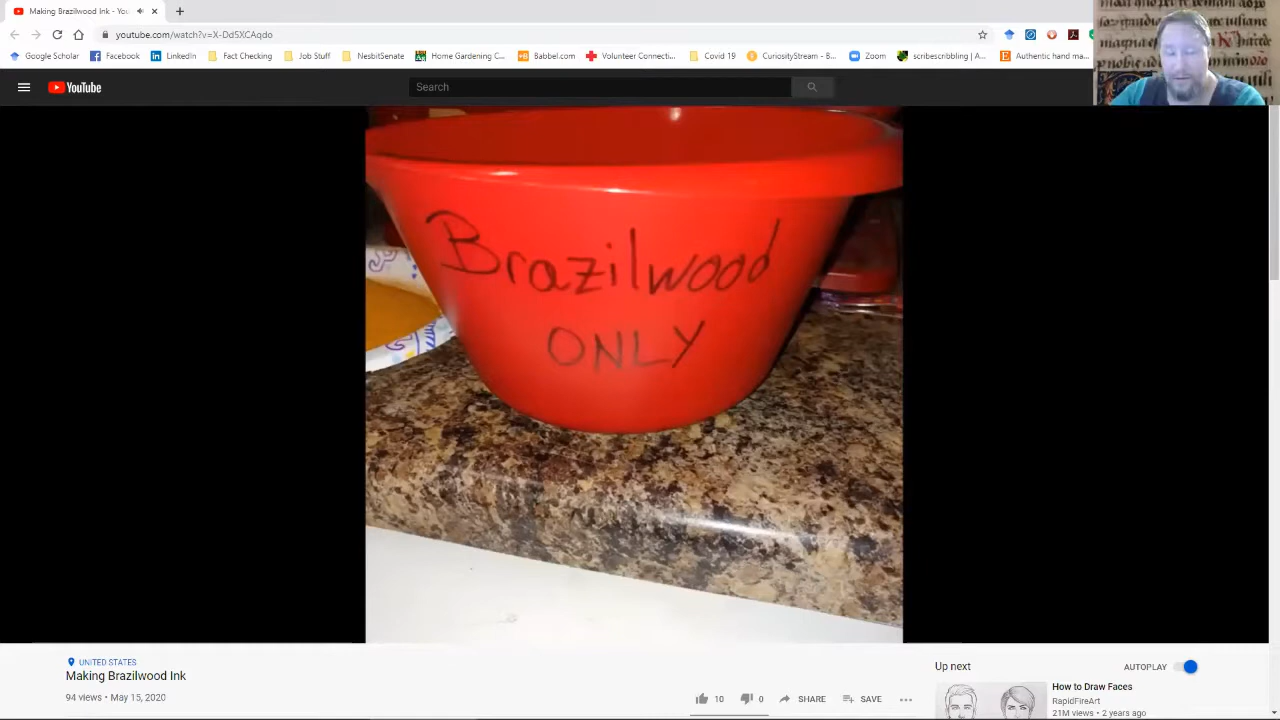 Making Brazilwood Ink - You
youtube.com/watch?v=X-Dd5XCAqdo
Google Scholar
Facebook
LinkedIn
Fact Checking
Job Stuff
NesbitSenate
Home Gardening C...
Babbel.com
Volunteer Connecti...
Covid 19
CuriosityStream - B...
Zoom
scribesscribbling | A...
Authentic hand ma...
YouTube
Search
Brazilwood
ONLY
UNITED STATES
Making Brazilwood Ink
94 views • May 15, 2020
10
0
SHARE
SAVE
Up next
AUTOPLAY
How to Draw Faces
RapidFireArt
21M views • 2 years ago